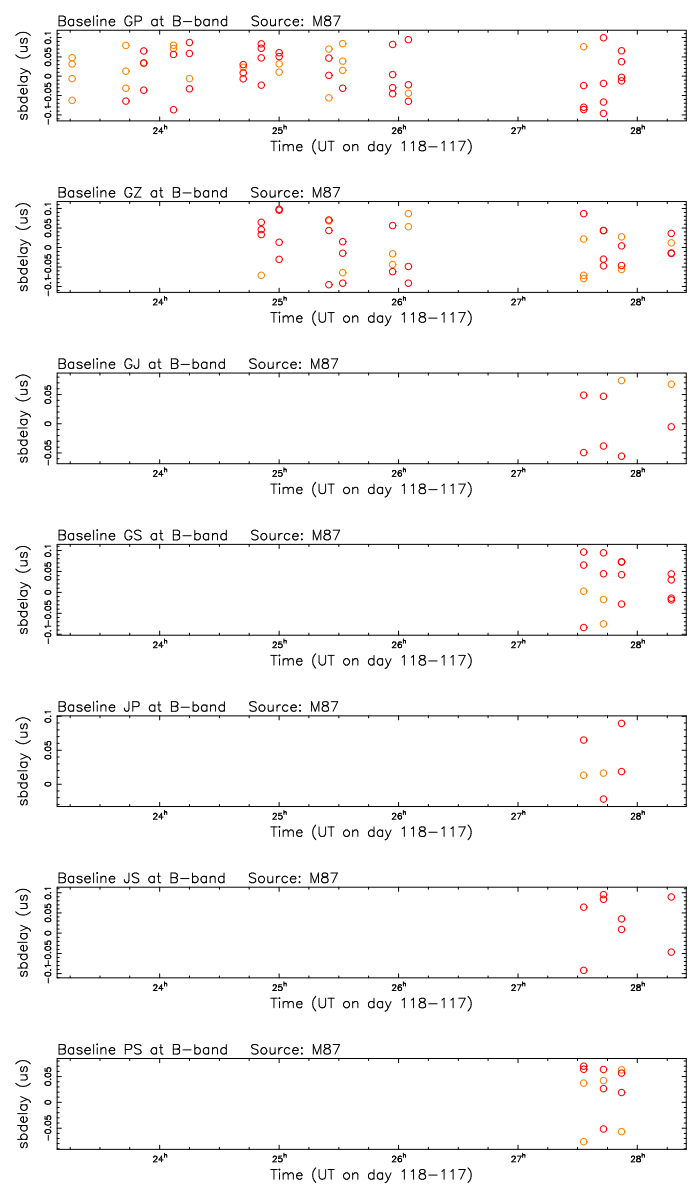 Baseline GP at B−band Source: M87
sbdelay (us)
−0.1 −0.05 0 0.05 0.1
24h 25h 26h 27h 28h
Time (UT on day 118−117)
Baseline GZ at B−band Source: M87
sbdelay (us)
−0.1 −0.05 0 0.05 0.1
24h 25h 26h 27h 28h
Time (UT on day 118−117)
Baseline GJ at B−band Source: M87
sbdelay (us)
−0.05 0 0.05
24h 25h 26h 27h 28h
Time (UT on day 118−117)
Baseline GS at B−band Source: M87
sbdelay (us)
−0.1 −0.05 0 0.05 0.1
24h 25h 26h 27h 28h
Time (UT on day 118−117)
Baseline JP at B−band Source: M87
sbdelay (us)
0 0.05 0.1
24h 25h 26h 27h 28h
Time (UT on day 118−117)
Baseline JS at B−band Source: M87
sbdelay (us)
−0.1 −0.05 0 0.05 0.1
24h 25h 26h 27h 28h
Time (UT on day 118−117)
Baseline PS at B−band Source: M87
sbdelay (us)
−0.05 0 0.05
24h 25h 26h 27h 28h
Time (UT on day 118−117)